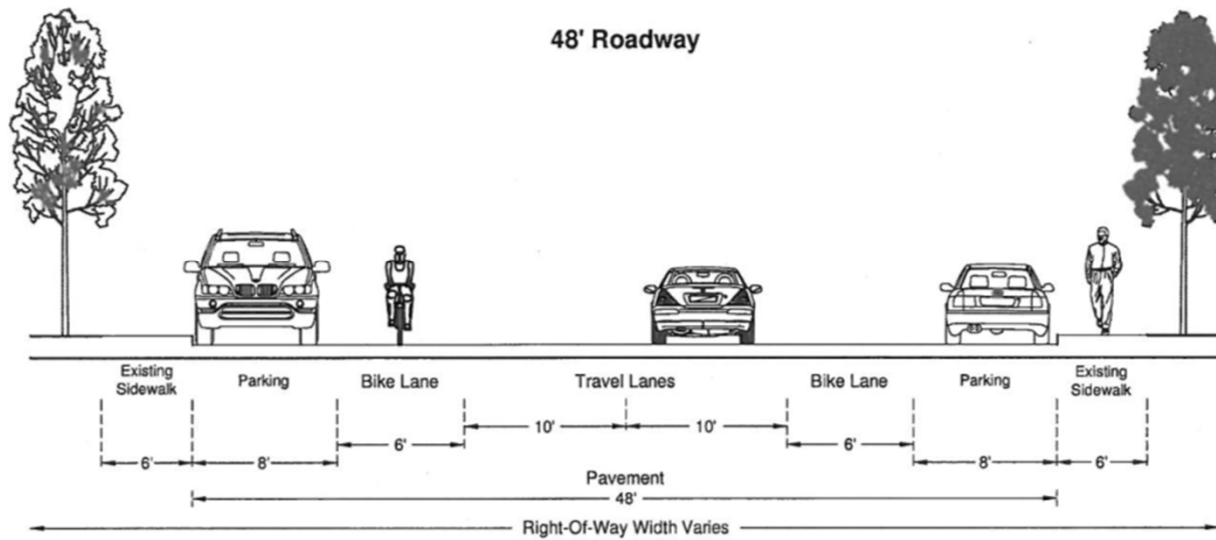 48' Roadway
Existing
Sidewalk
Parking
Bike Lane
Travel Lanes
Bike Lane
Parking
Existing
Sidewalk
10'
10'
6'
6'
6'
8'
8'
6'
Pavement
48'
Right-Of-Way Width Varies